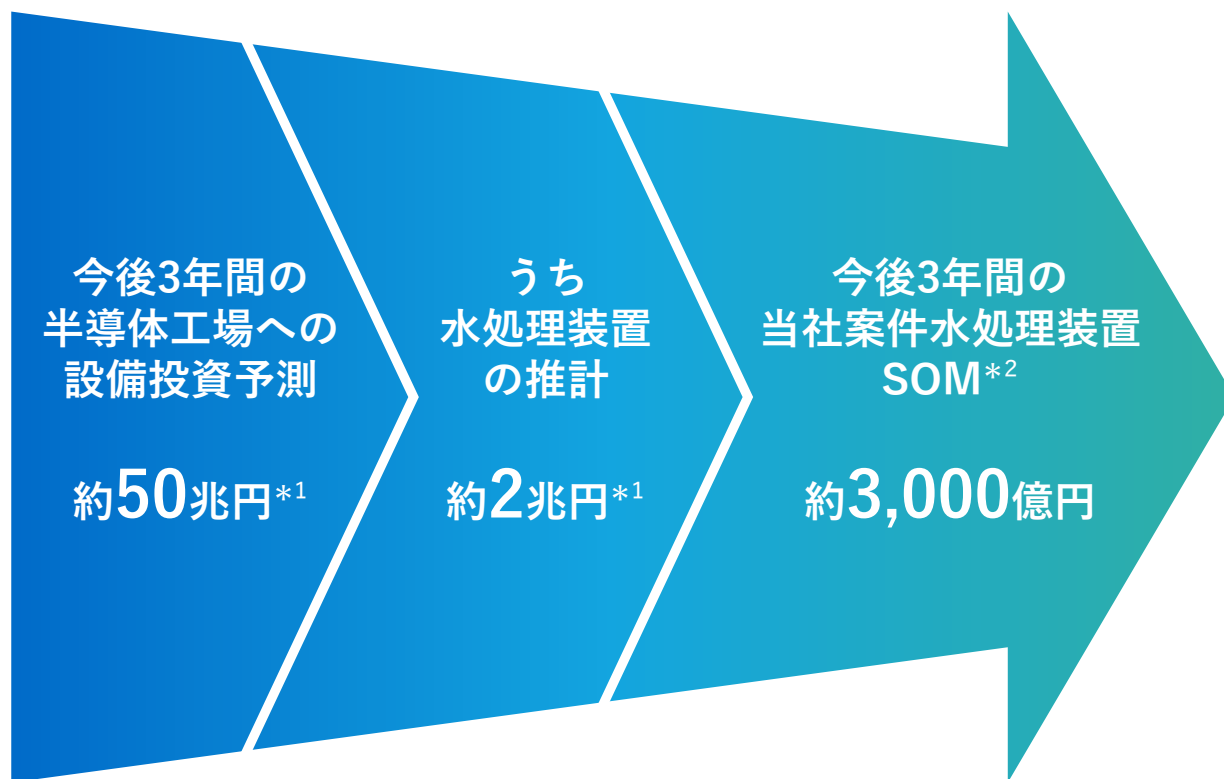 今後3年間の
半導体工場への
設備投資予測
約50兆円*1
うち
水処理装置
の推計
約2兆円*1
今後3年間の
当社案件水処理装置
SOM*2
約3,000億円